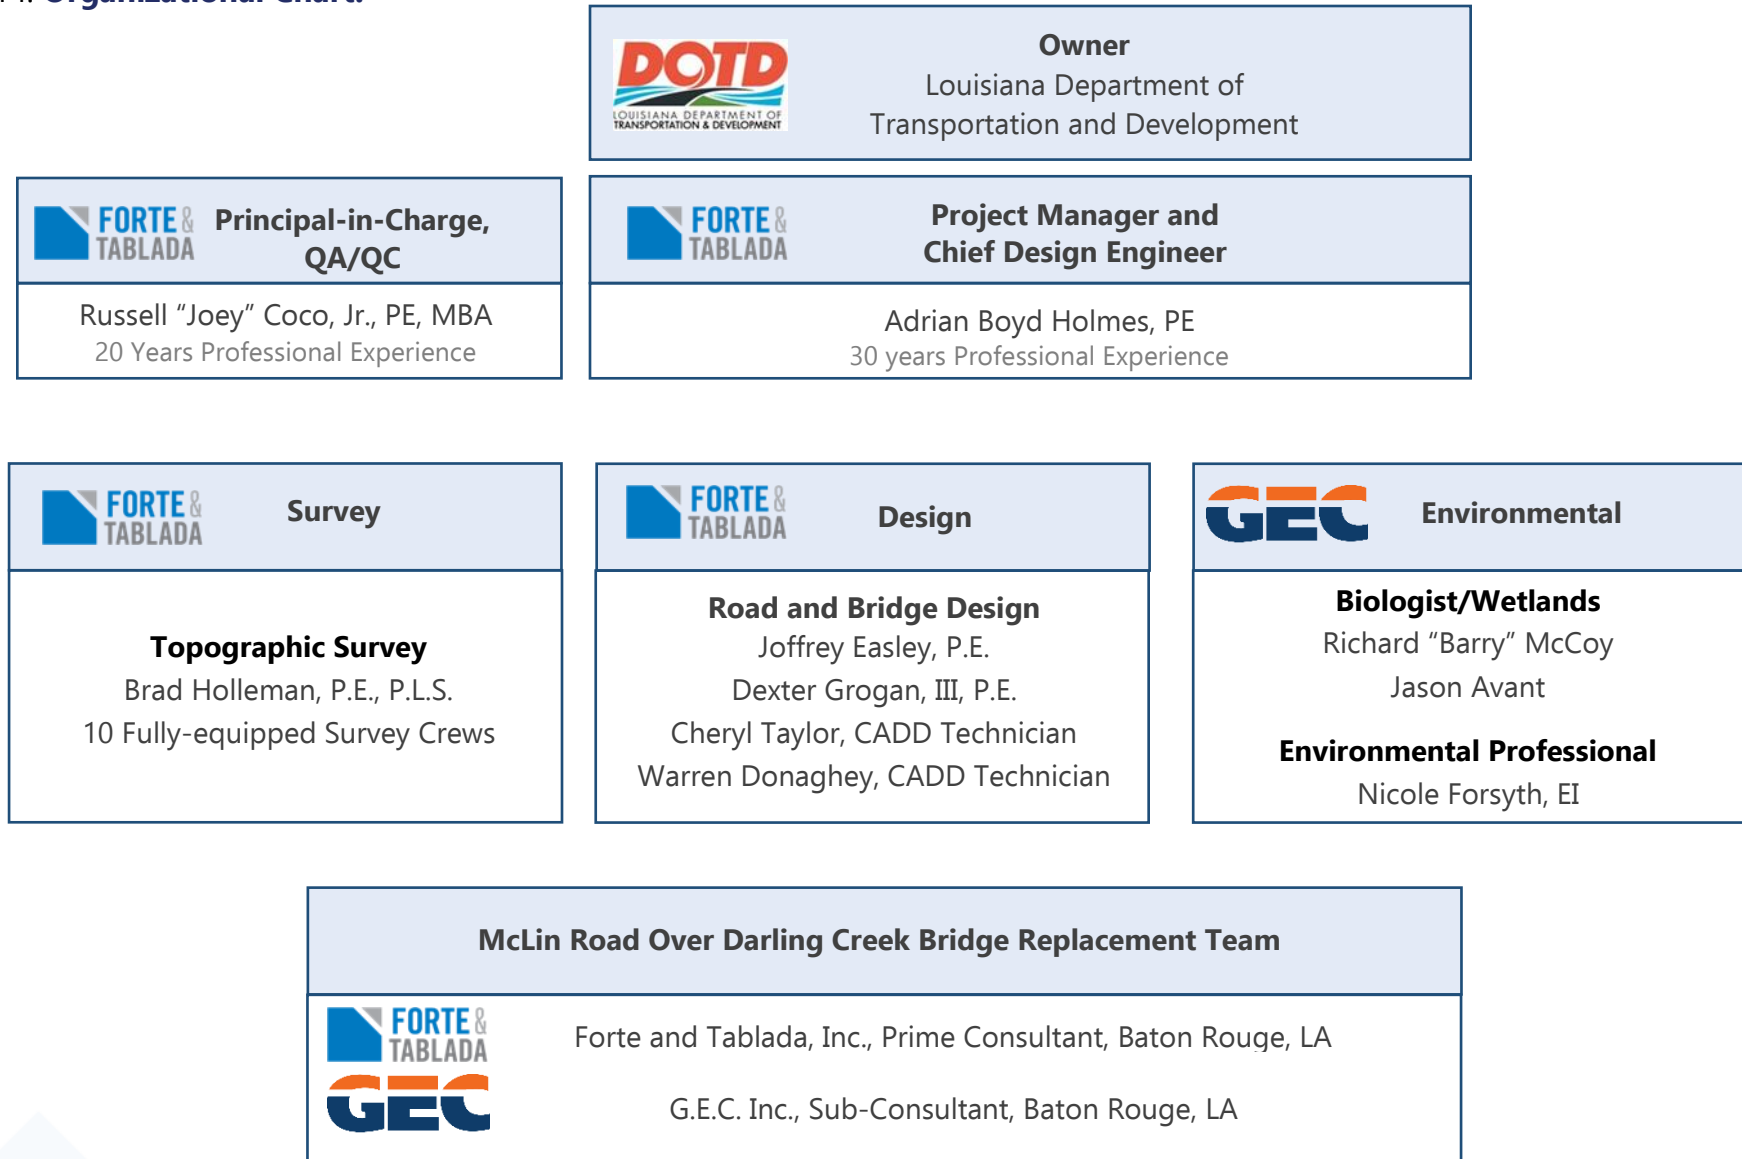 Organizational Chart:
DOTD
LOUISIANA DEPARTMENT OF
TRANSPORTATION & DEVELOPMENT
Owner
Louisiana Department of
Transportation and Development
FORTE &
TABLADA
Principal-in-Charge,
QA/QC
Russell “Joey” Coco, Jr., PE, MBA
20 Years Professional Experience
FORTE &
TABLADA
Project Manager and
Chief Design Engineer
Adrian Boyd Holmes, PE
30 years Professional Experience
FORTE &
TABLADA
Survey
Topographic Survey
Brad Holleman, P.E., P.L.S.
10 Fully-equipped Survey Crews
FORTE &
TABLADA
Design
Road and Bridge Design
Joffrey Easley, P.E.
Dexter Grogan, III, P.E.
Cheryl Taylor, CADD Technician
Warren Donaghey, CADD Technician
GEC
Environmental
Biologist/Wetlands
Richard “Barry” McCoy
Jason Avant
Environmental Professional
Nicole Forsyth, EI
McLin Road Over Darling Creek Bridge Replacement Team
FORTE &
TABLADA
Forte and Tablada, Inc., Prime Consultant, Baton Rouge, LA
GEC
G.E.C. Inc., Sub-Consultant, Baton Rouge, LA